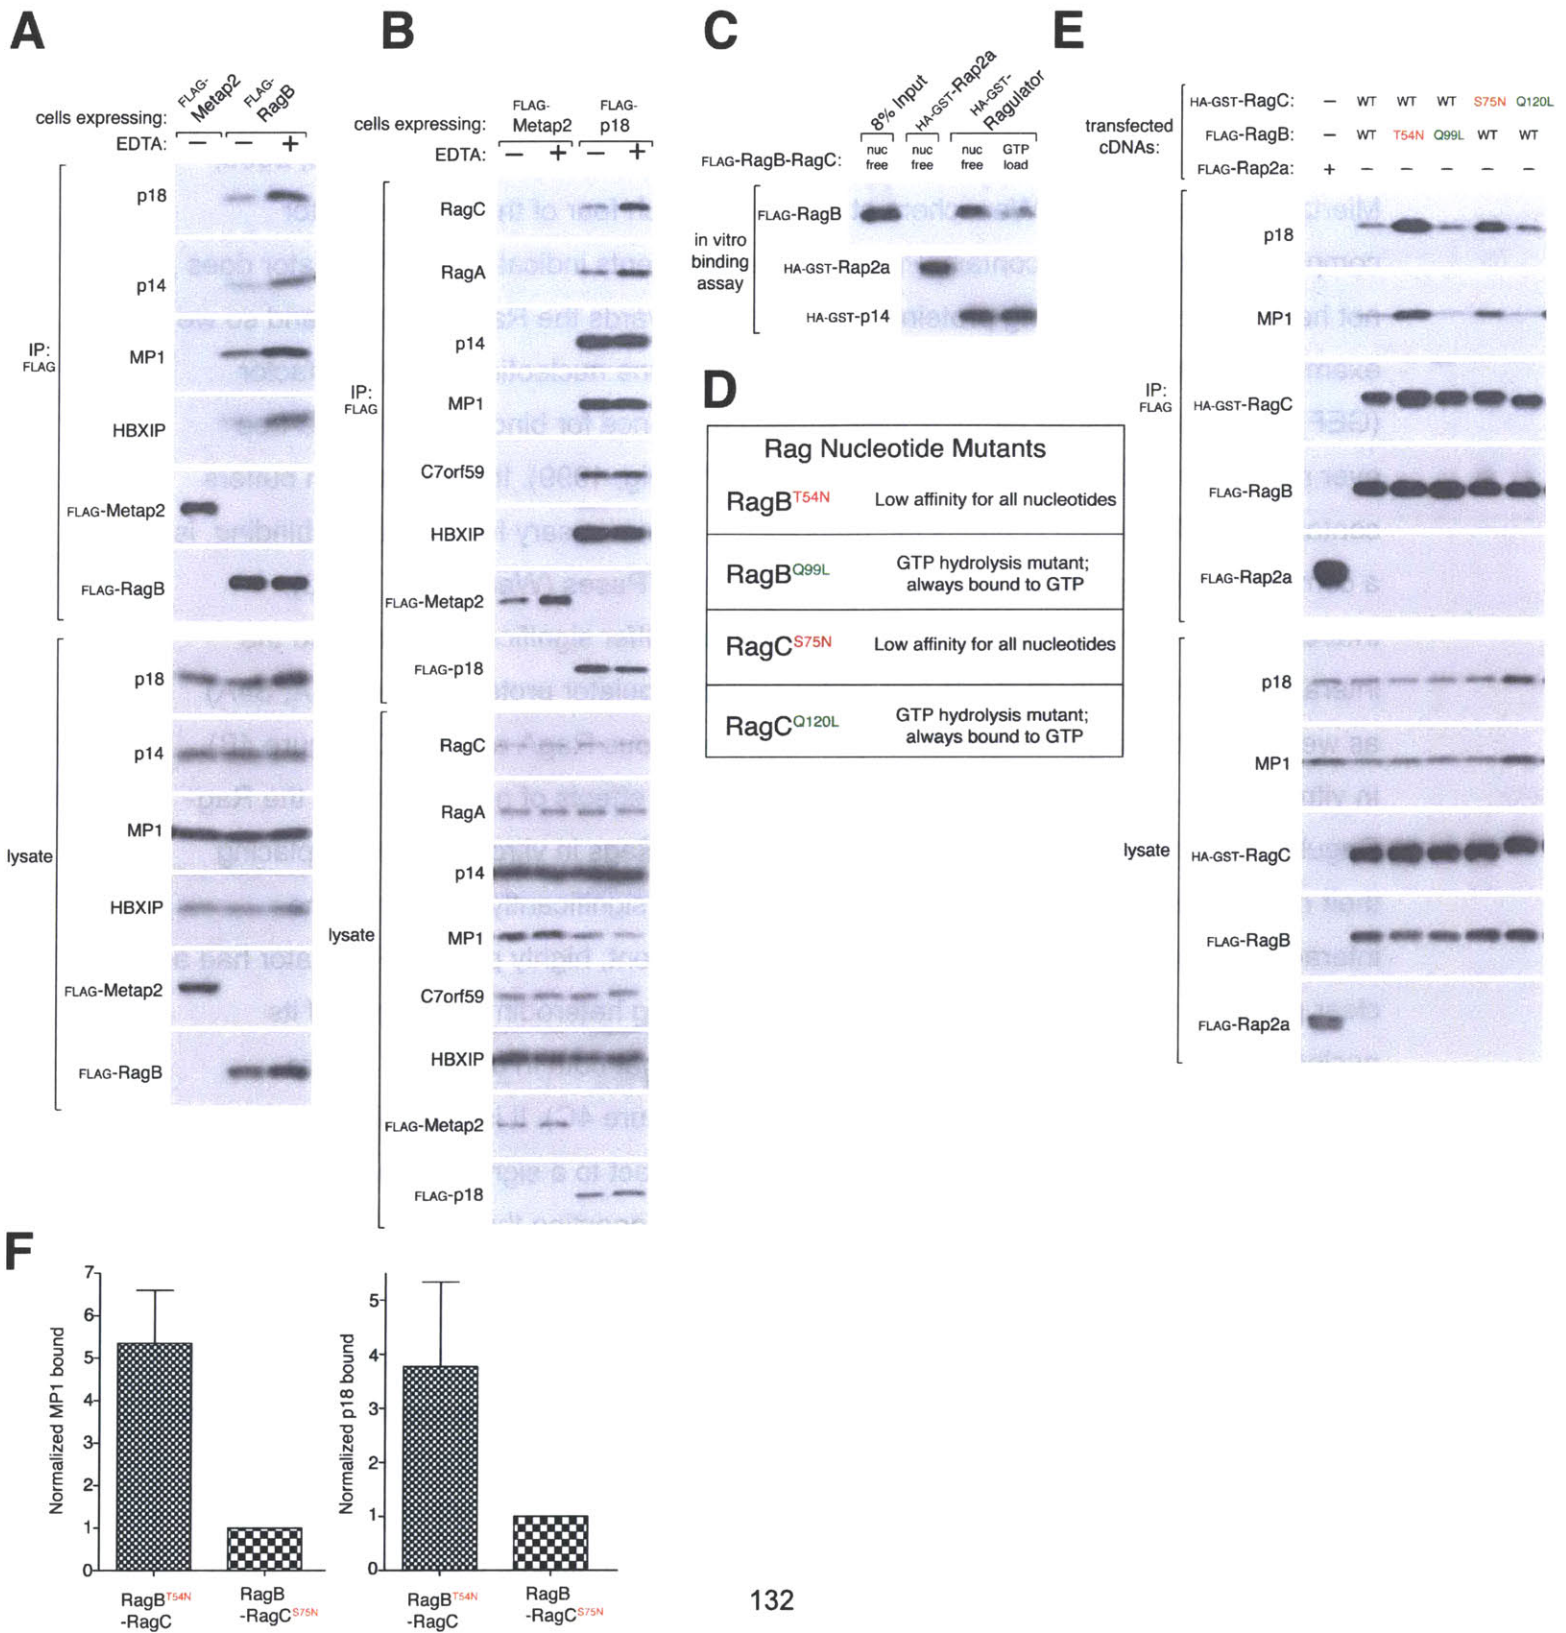 A
cells expressing:
FLAG-
Metap2
FLAG-
RagB
EDTA:
− − +
IP:
FLAG
p18
p14
MP1
HBXIP
FLAG-Metap2
FLAG-RagB
lysate
p18
p14
MP1
HBXIP
FLAG-Metap2
FLAG-RagB
B
cells expressing:
FLAG-
Metap2
FLAG-
p18
EDTA:
− + − +
IP:
FLAG
RagC
RagA
p14
MP1
C7orf59
HBXIP
FLAG-Metap2
FLAG-p18
lysate
RagC
RagA
p14
MP1
C7orf59
HBXIP
FLAG-Metap2
FLAG-p18
C
8% Input
HA-GST-Rap2a
HA-GST-
Ragulator
FLAG-RagB-RagC:
nuc
free
nuc
free
nuc
free
GTP
load
in vitro
binding
assay
FLAG-RagB
HA-GST-Rap2a
HA-GST-p14
D
Rag Nucleotide Mutants
RagBT54N Low affinity for all nucleotides
RagBQ99L GTP hydrolysis mutant;
always bound to GTP
RagCS75N Low affinity for all nucleotides
RagCQ120L GTP hydrolysis mutant;
always bound to GTP
E
transfected
cDNAs:
HA-GST-RagC: − WT WT WT S75N Q120L
FLAG-RagB: − WT T54N Q99L WT WT
FLAG-Rap2a: + − − − − −
IP:
FLAG
p18
MP1
HA-GST-RagC
FLAG-RagB
FLAG-Rap2a
lysate
p18
MP1
HA-GST-RagC
FLAG-RagB
FLAG-Rap2a
F
Normalized MP1 bound
7
6
5
4
3
2
1
0
RagBT54N
-RagC
RagB
-RagCS75N
Normalized p18 bound
5
4
3
2
1
0
RagBT54N
-RagC
RagB
-RagCS75N
132